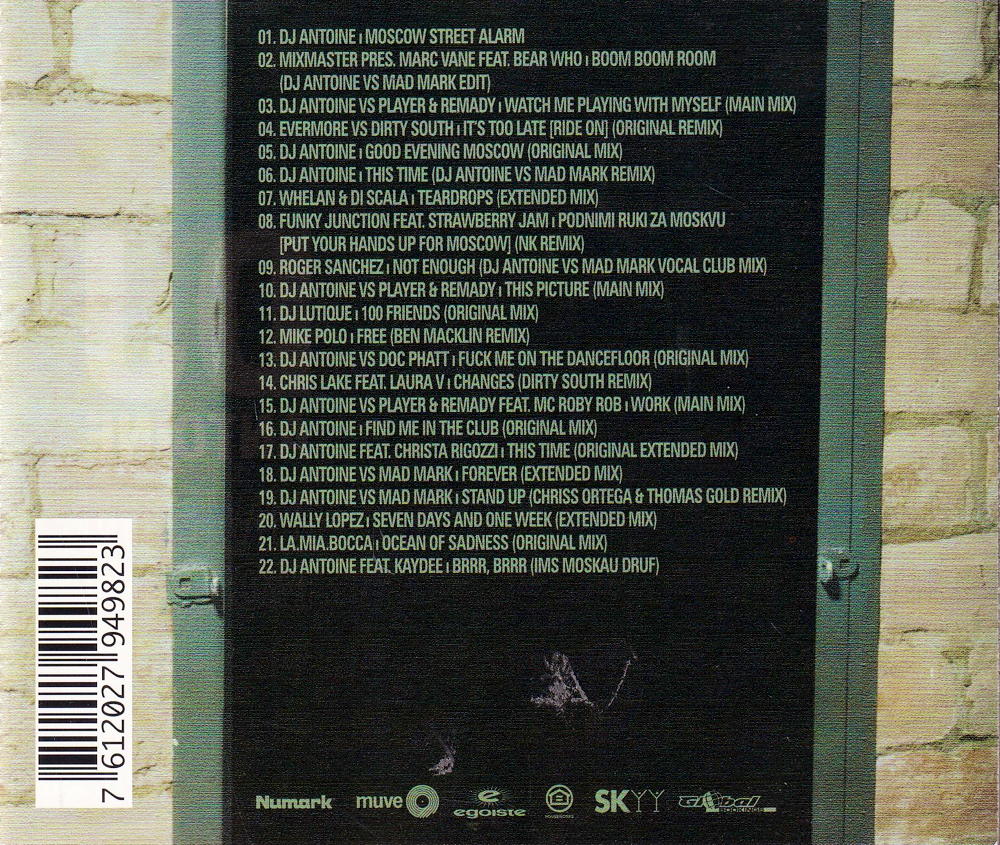 01. DJ ANTOINE | MOSCOW STREET ALARM
02. MIXMASTER PRES. MARC VANE FEAT. BEAR WHO | BOOM BOOM ROOM
(DJ ANTOINE VS MAD MARK EDIT)
03. DJ ANTOINE VS PLAYER & REMADY | WATCH ME PLAYING WITH MYSELF (MAIN MIX)
04. EVERMORE VS DIRTY SOUTH | IT'S TOO LATE [RIDE ON] (ORIGINAL REMIX)
05. DJ ANTOINE | GOOD EVENING MOSCOW (ORIGINAL MIX)
06. DJ ANTOINE | THIS TIME (DJ ANTOINE VS MAD MARK REMIX)
07. WHELAN & DI SCALA | TEARDROPS (EXTENDED MIX)
08. FUNKY JUNCTION FEAT. STRAWBERRY JAM | PODNIMI RUKI ZA MOSKVU
[PUT YOUR HANDS UP FOR MOSCOW] (NK REMIX)
09. ROGER SANCHEZ | NOT ENOUGH (DJ ANTOINE VS MAD MARK VOCAL CLUB MIX)
10. DJ ANTOINE VS PLAYER & REMADY | THIS PICTURE (MAIN MIX)
11. DJ LUTIQUE | 100 FRIENDS (ORIGINAL MIX)
12. MIKE POLO | FREE (BEN MACKLIN REMIX)
13. DJ ANTOINE VS DOC PHATT | FUCK ME ON THE DANCEFLOOR (ORIGINAL MIX)
14. CHRIS LAKE FEAT. LAURA V | CHANGES (DIRTY SOUTH REMIX)
15. DJ ANTOINE VS PLAYER & REMADY FEAT. MC ROBY ROB | WORK (MAIN MIX)
16. DJ ANTOINE | FIND ME IN THE CLUB (ORIGINAL MIX)
17. DJ ANTOINE FEAT. CHRISTA RIGOZZI | THIS TIME (ORIGINAL EXTENDED MIX)
18. DJ ANTOINE VS MAD MARK | FOREVER (EXTENDED MIX)
19. DJ ANTOINE VS MAD MARK | STAND UP (CHRISS ORTEGA & THOMAS GOLD REMIX)
20. WALLY LOPEZ | SEVEN DAYS AND ONE WEEK (EXTENDED MIX)
21. LA.MIA.BOCCA | OCEAN OF SADNESS (ORIGINAL MIX)
22. DJ ANTOINE FEAT. KAYDEE | BRRR, BRRR (IMS MOSKAU DRUF)
7 612027 949823
Numark muve egoiste HOUSEWORKS SKYY Global BOOKINGS